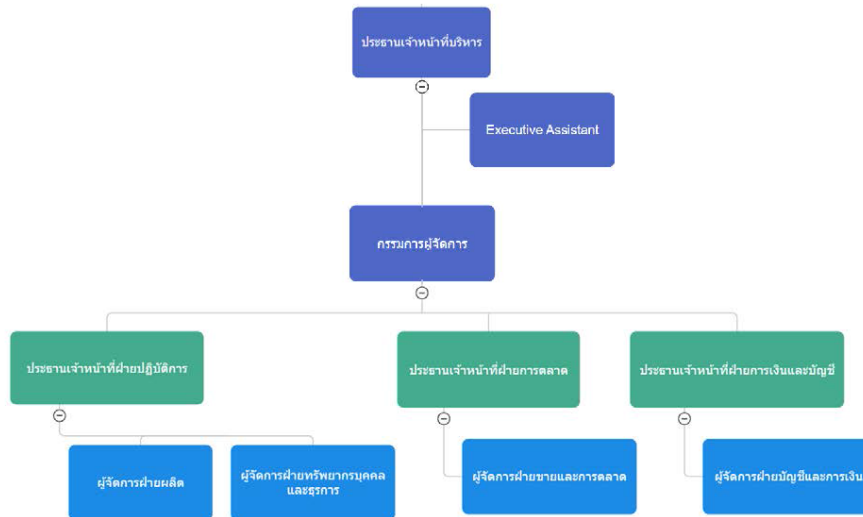 ประธานเจ้าหน้าที่บริหาร
Executive Assistant
กรรมการผู้จัดการ
ประธานเจ้าหน้าที่ฝ่ายปฏิบัติการ
ประธานเจ้าหน้าที่ฝ่ายการตลาด
ประธานเจ้าหน้าที่ฝ่ายการเงินและบัญชี
ผู้จัดการฝ่ายผลิต
ผู้จัดการฝ่ายทรัพยากรบุคคล
และธุรการ
ผู้จัดการฝ่ายขายและการตลาด
ผู้จัดการฝ่ายบัญชีและการเงิน